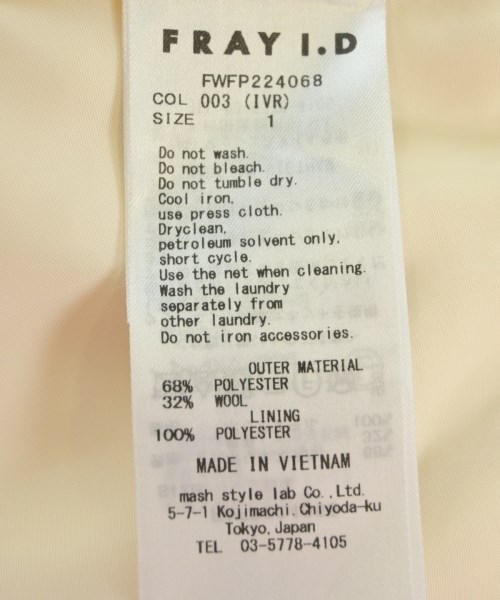 FRAY I.D
FWFP224068
COL 003 (IVR)
SIZE 1
Do not wash.
Do not bleach.
Do not tumble dry.
Cool iron,
use press cloth.
Dryclean,
petroleum solvent only,
short cycle.
Use the net when cleaning.
Wash the laundry
separately from
other laundry.
Do not iron accessories.
OUTER MATERIAL
68% POLYESTER
32% WOOL
LINING
100% POLYESTER
MADE IN VIETNAM
mash style lab Co.,Ltd.
5-7-1 Kojimachi,Chiyoda-ku
Tokyo,Japan
TEL 03-5778-4105